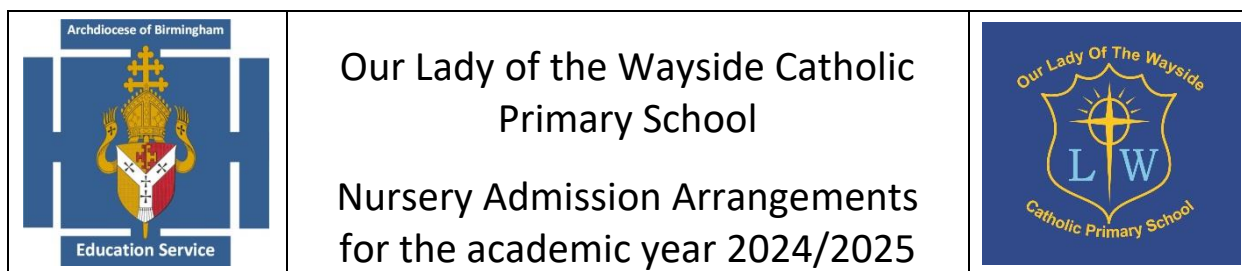 Archdiocese of Birmingham
Education Service
Our Lady of the Wayside Catholic
Primary School
Nursery Admission Arrangements
for the academic year 2024/2025
Our Lady Of The Wayside
L W
Catholic Primary School